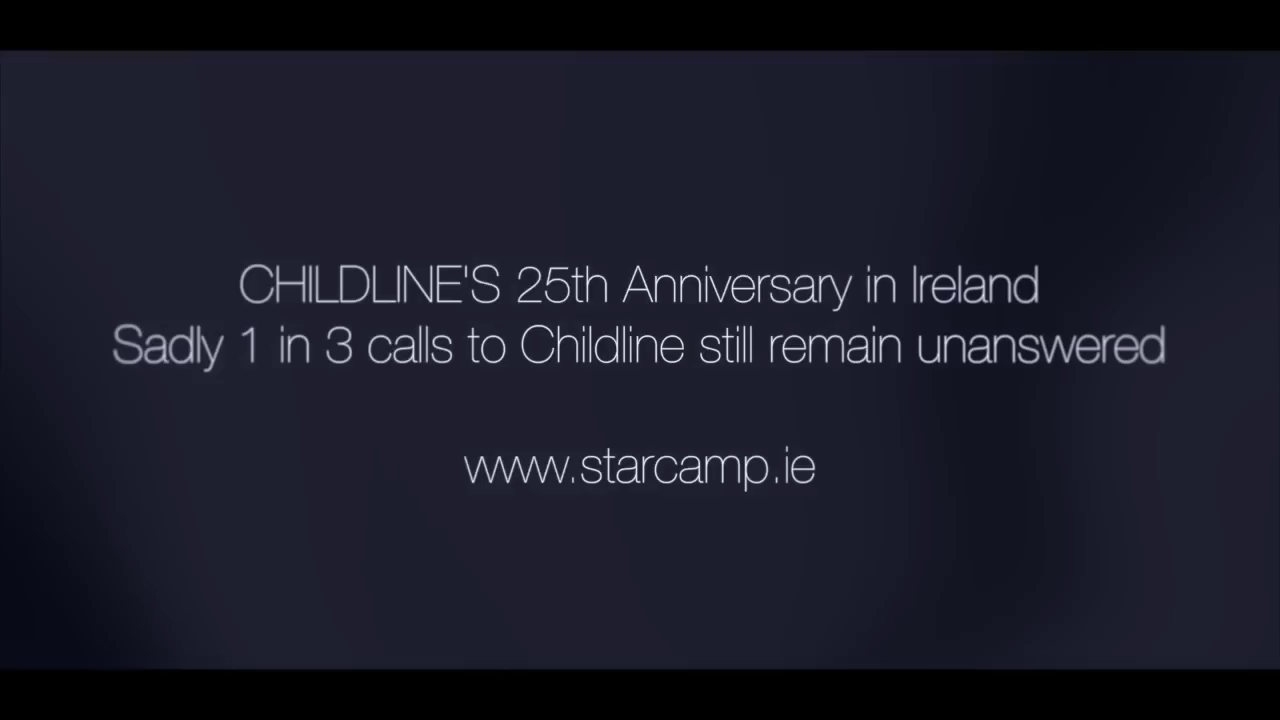 CHILDLINE'S 25th Anniversary in Ireland
Sadly 1 in 3 calls to Childline still remain unanswered
www.starcamp.ie